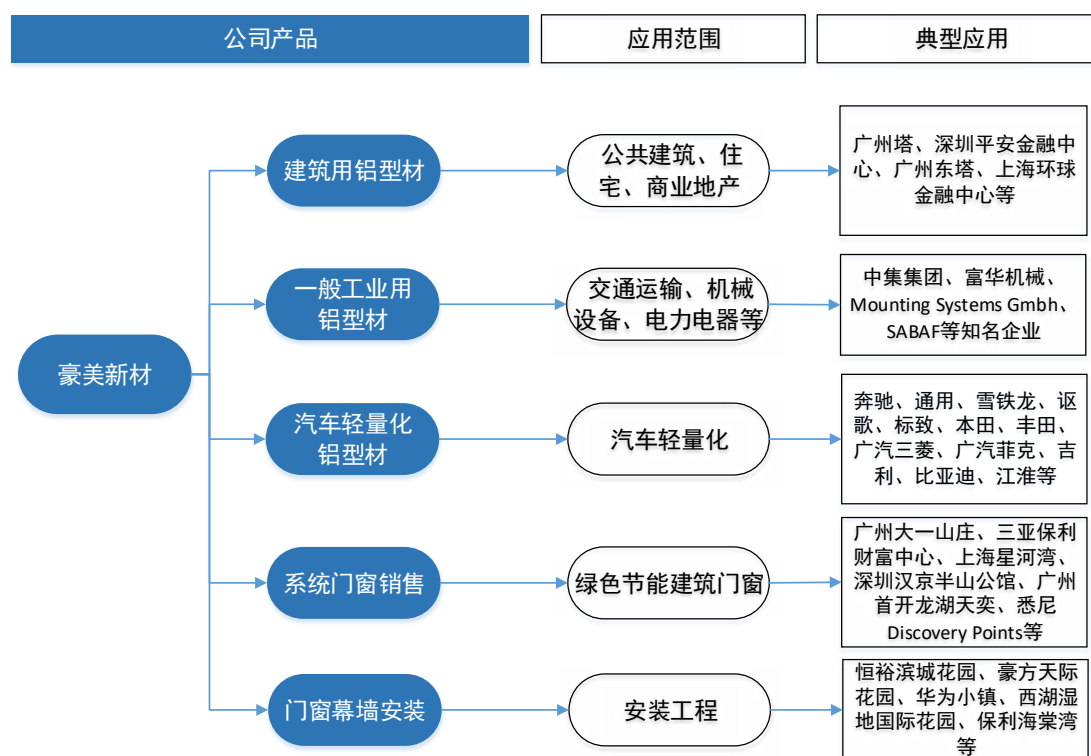 公司产品
应用范围
典型应用
豪美新材
建筑用铝型材
公共建筑、住
宅、商业地产
广州塔、深圳平安金融中
心、广州东塔、上海环球
金融中心等
一般工业用
铝型材
交通运输、机械
设备、电力电器等
中集集团、富华机械、
Mounting Systems Gmbh、
SABAF等知名企业
汽车轻量化
铝型材
汽车轻量化
奔驰、通用、雪铁龙、讴
歌、标致、本田、丰田、
广汽三菱、广汽菲克、吉
利、比亚迪、江淮等
系统门窗销售
绿色节能建筑门窗
广州大一山庄、三亚保利
财富中心、上海星河湾、
深圳汉京半山公馆、广州
首开龙湖天奕、悉尼
Discovery Points等
门窗幕墙安装
安装工程
恒裕滨城花园、豪方天际
花园、华为小镇、西湖湿
地国际花园、保利海棠湾
等